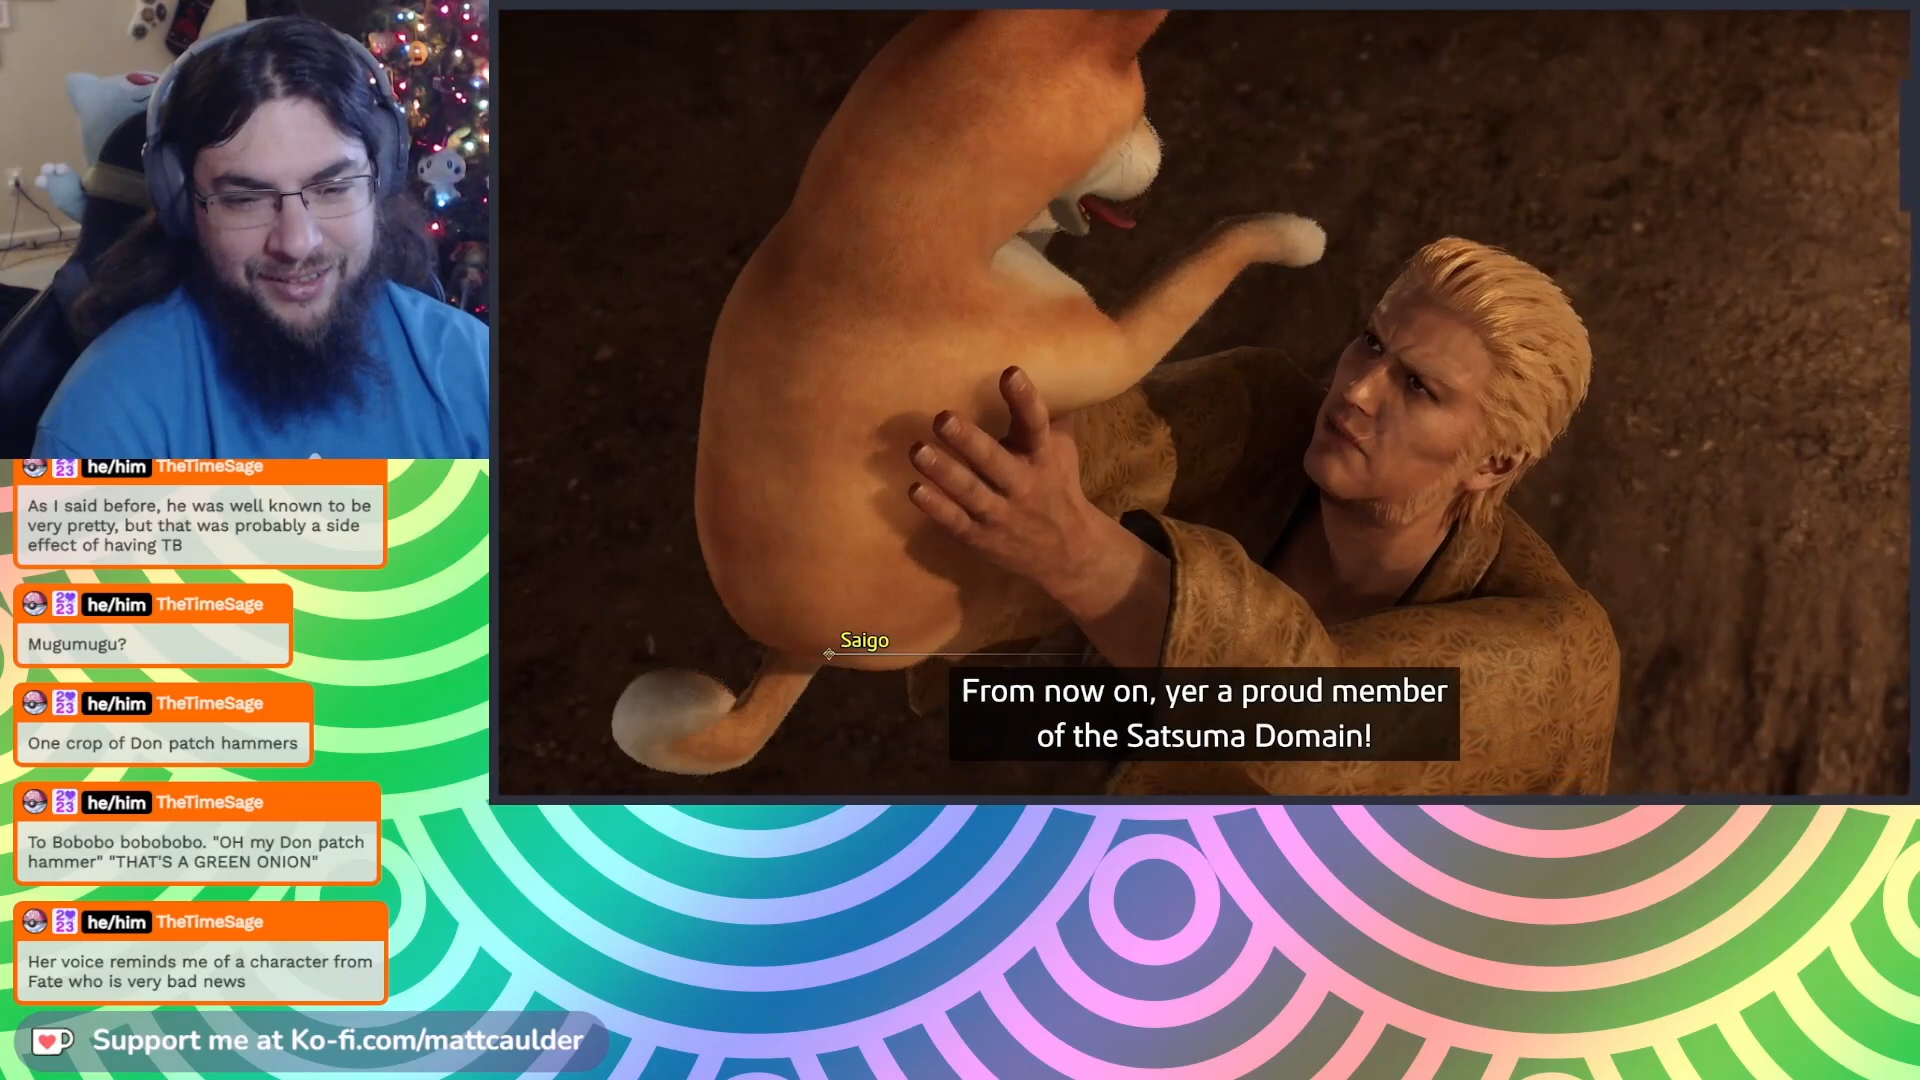 he/him TheTimeSage
As I said before, he was well known to be
very pretty, but that was probably a side
effect of having TB
he/him TheTimeSage
Mugumugu?
he/him TheTimeSage
One crop of Don patch hammers
he/him TheTimeSage
To Bobobo bobobobo. "OH my Don patch
hammer" "THAT'S A GREEN ONION"
he/him TheTimeSage
Her voice reminds me of a character from
Fate who is very bad news
Support me at Ko-fi.com/mattcaulder
Saigo
From now on, yer a proud member
of the Satsuma Domain!